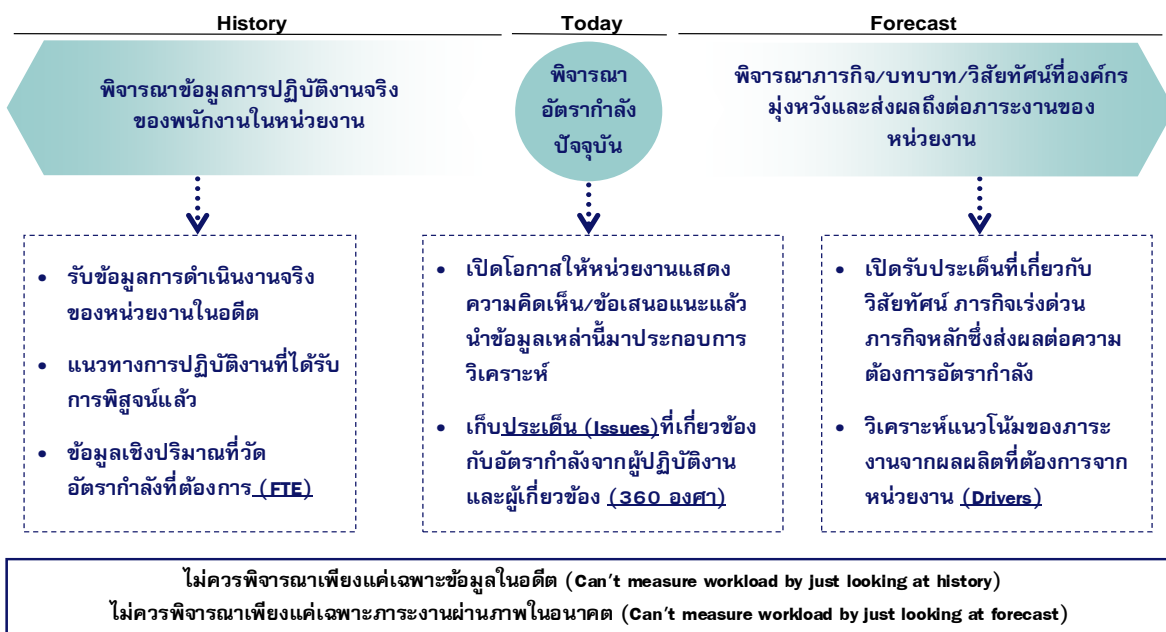 History
Today
Forecast
พิจารณาข้อมูลการปฏิบัติงานจริง
ของพนักงานในหน่วยงาน
พิจารณา
อัตรากำลัง
ปัจจุบัน
พิจารณาภารกิจ/บทบาท/วิสัยทัศน์ที่องค์กร
มุ่งหวังและส่งผลถึงต่อภาระงานของ
หน่วยงาน
• รับข้อมูลการดำเนินงานจริง
ของหน่วยงานในอดีต
• แนวทางการปฏิบัติงานที่ได้รับ
การพิสูจน์แล้ว
• ข้อมูลเชิงปริมาณที่วัด
อัตรากำลังที่ต้องการ (FTE)
• เปิดโอกาสให้หน่วยงานแสดง
ความคิดเห็น/ข้อเสนอแนะแล้ว
นำข้อมูลเหล่านี้มาประกอบการ
วิเคราะห์
• เก็บประเด็น (Issues)ที่เกี่ยวข้อง
กับอัตรากำลังจากผู้ปฏิบัติงาน
และผู้เกี่ยวข้อง (360 องศา)
• เปิดรับประเด็นที่เกี่ยวกับ
วิสัยทัศน์ ภารกิจเร่งด่วน
ภารกิจหลักซึ่งส่งผลต่อความ
ต้องการอัตรากำลัง
• วิเคราะห์แนวโน้มของภาระ
งานจากผลผลิตที่ต้องการจาก
หน่วยงาน (Drivers)
ไม่ควรพิจารณาเพียงแค่เฉพาะข้อมูลในอดีต (Can't measure workload by just looking at history)
ไม่ควรพิจารณาเพียงแค่เฉพาะภาระงานผ่านภาพในอนาคต (Can't measure workload by just looking at forecast)